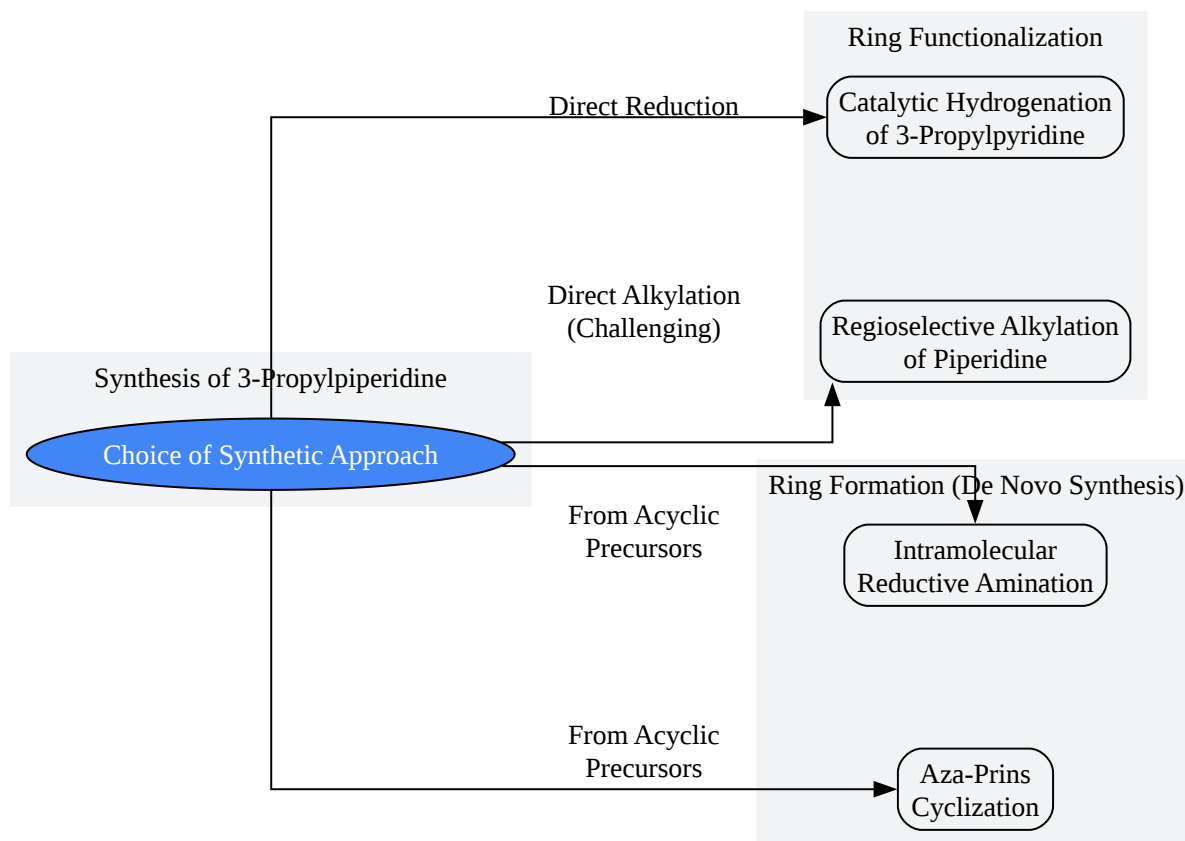 Ring Functionalization
Direct Reduction
Catalytic Hydrogenation
of 3-Propylpyridine
Direct Alkylation
(Challenging)
Regioselective Alkylation
of Piperidine
Synthesis of 3-Propylpiperidine
Choice of Synthetic Approach
Ring Formation (De Novo Synthesis)
From Acyclic
Precursors
Intramolecular
Reductive Amination
From Acyclic
Precursors
Aza-Prins
Cyclization